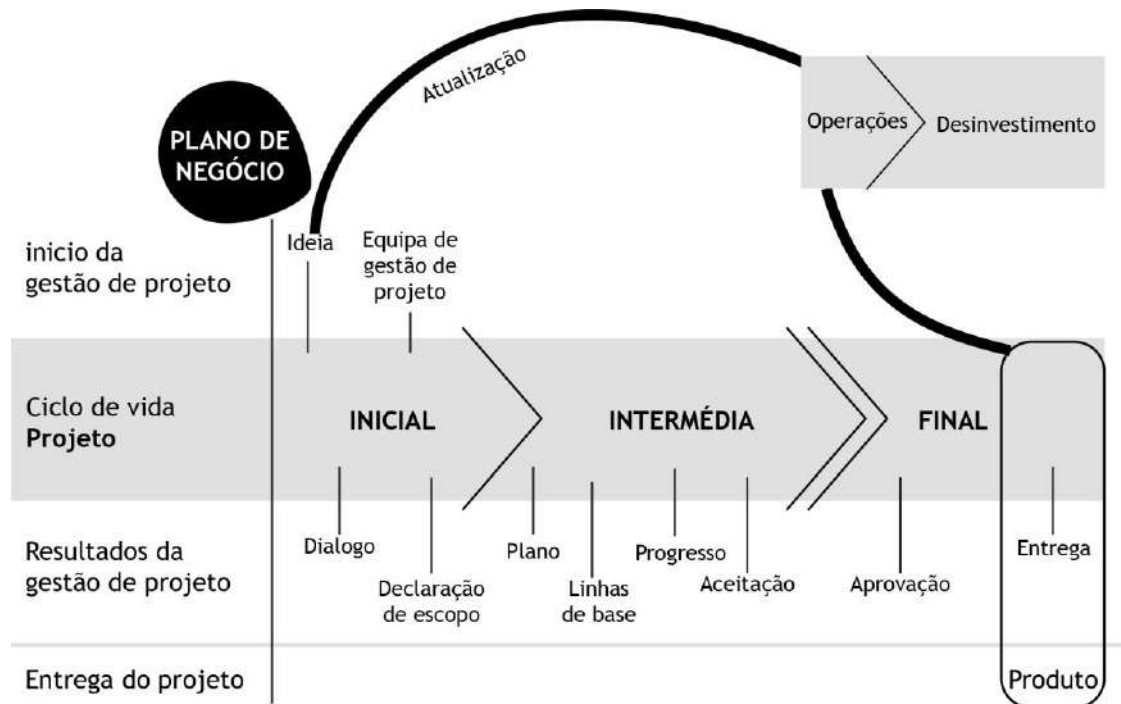 Atualização
Operações
Desinvestimento
PLANO DE
NEGÓCIO
inicio da
gestão de projeto
Ideia
Equipa de
gestão de
projeto
Ciclo de vida
Projeto
INICIAL
INTERMÉDIA
FINAL
Resultados da
gestão de projeto
Dialogo
Declaração
de escopo
Plano
Linhas
de base
Progresso
Aceitação
Aprovação
Entrega
Entrega do projeto
Produto